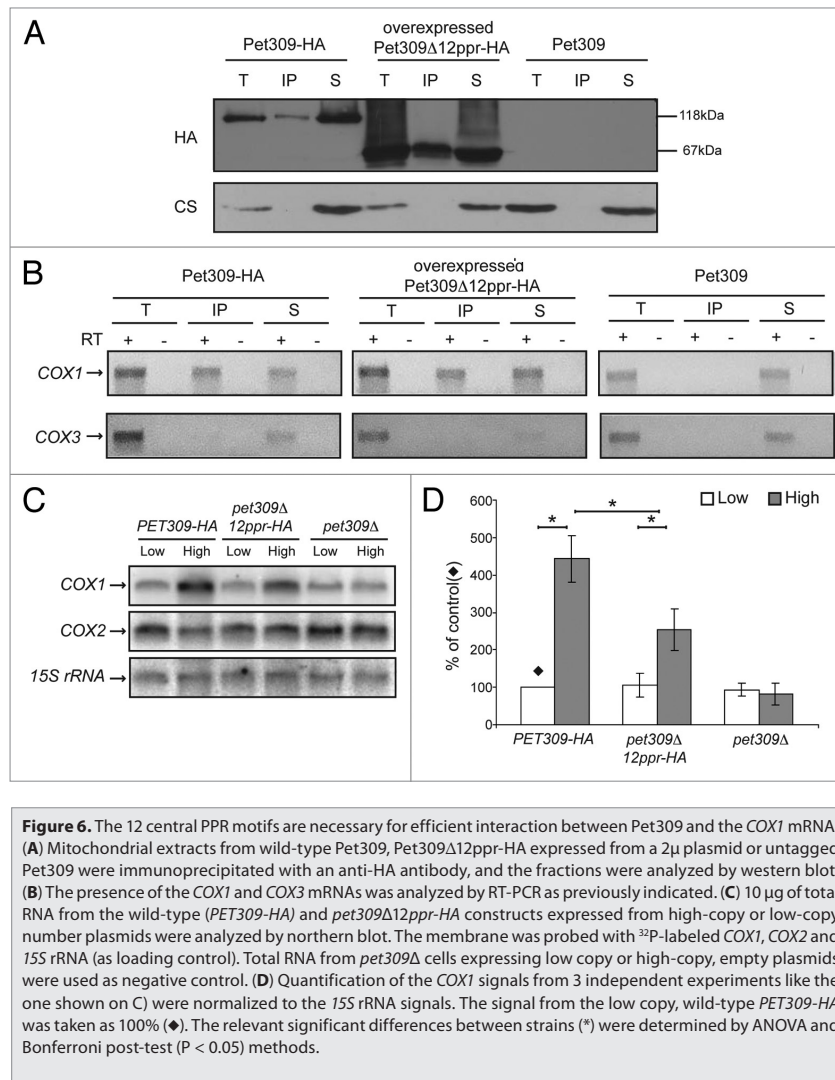 A
Pet309-HA
overexpressed
Pet309Δ12ppr-HA
Pet309
T IP S T IP S T IP S
HA
118kDa
67kDa
CS
B
Pet309-HA
overexpressed
Pet309Δ12ppr-HA
Pet309
T IP S T IP S T IP S
RT + - + - + - + - + - + - + - + - + -
COX1→
COX3→
C
PET309-HA
pet309Δ
12ppr-HA
pet309Δ
Low High Low High Low High
COX1→
COX2→
15S rRNA→
D
Low High
% of control(◆)
600
500
400
300
200
100
0
* * *
◆
PET309-HA
pet309Δ
12ppr-HA
pet309Δ
Figure 6. The 12 central PPR motifs are necessary for efficient interaction between Pet309 and the COX1 mRNA
(A) Mitochondrial extracts from wild-type Pet309, Pet309Δ12ppr-HA expressed from a 2µ plasmid or untagged
Pet309 were immunoprecipitated with an anti-HA antibody, and the fractions were analyzed by western blot
(B) The presence of the COX1 and COX3 mRNAs was analyzed by RT-PCR as previously indicated. (C) 10 µg of total
RNA from the wild-type (PET309-HA) and pet309Δ12ppr-HA constructs expressed from high-copy or low-copy
number plasmids were analyzed by northern blot. The membrane was probed with ³²P-labeled COX1, COX2 and
15S rRNA (as loading control). Total RNA from pet309Δ cells expressing low copy or high-copy, empty plasmids
were used as negative control. (D) Quantification of the COX1 signals from 3 independent experiments like the
one shown on C) were normalized to the 15S rRNA signals. The signal from the low copy, wild-type PET309-HA
was taken as 100% (◆). The relevant significant differences between strains (*) were determined by ANOVA and
Bonferroni post-test (P < 0.05) methods.